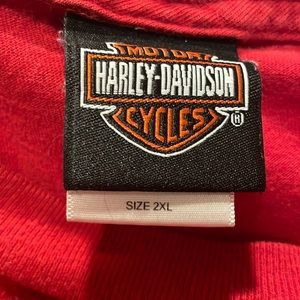 MOTOR
HARLEY-DAVIDSON
CYCLES ®
SIZE 2XL